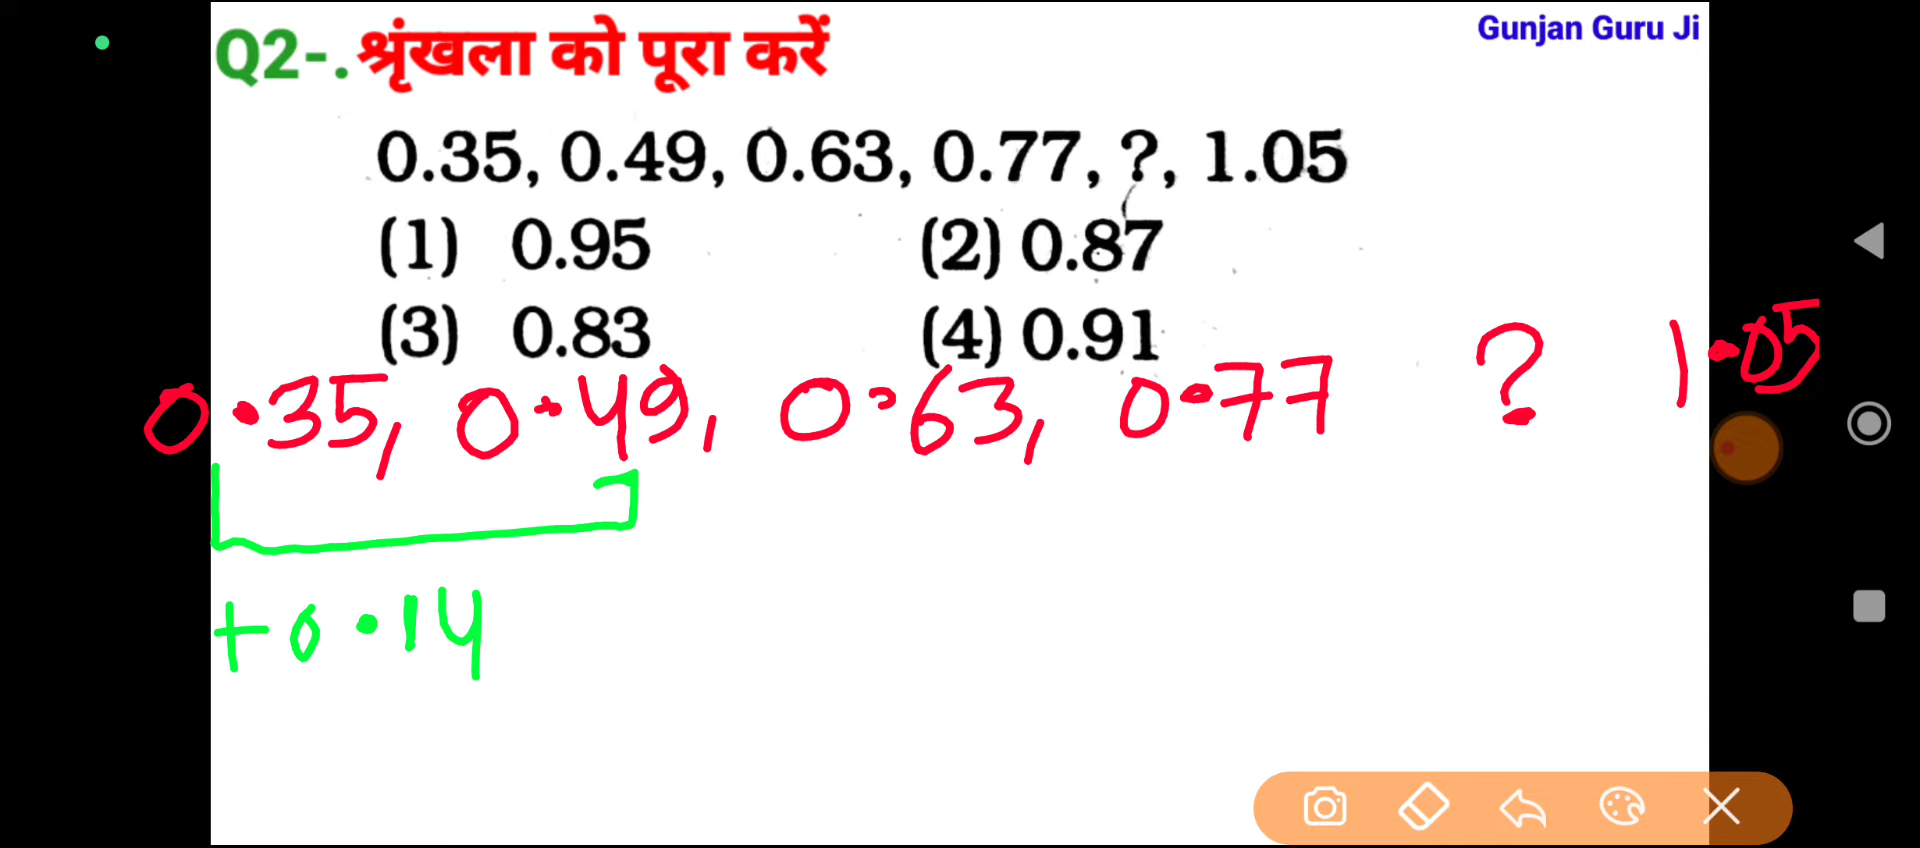 Q2-. श्रृंखला को पूरा करें
Gunjan Guru Ji
0.35, 0.49, 0.63, 0.77, ?, 1.05
(1) 0.95 (2) 0.87
(3) 0.83 (4) 0.91
0.35, 0.49, 0.63, 0.77 ? 1.05
+0.14